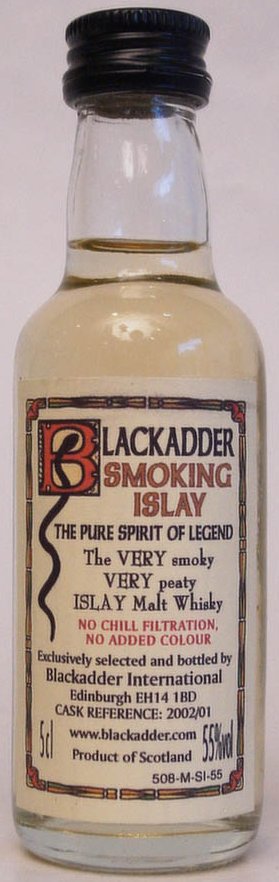 BLACKADDER
SMOKING
ISLAY
THE PURE SPIRIT OF LEGEND
The VERY smoky
VERY peaty
ISLAY Malt Whisky
NO CHILL FILTRATION,
NO ADDED COLOUR
Exclusively selected and bottled by
Blackadder International
Edinburgh EH14 1BD
CASK REFERENCE: 2002/01
5cl www.blackadder.com 55%vol
Product of Scotland
508-M-SI-55